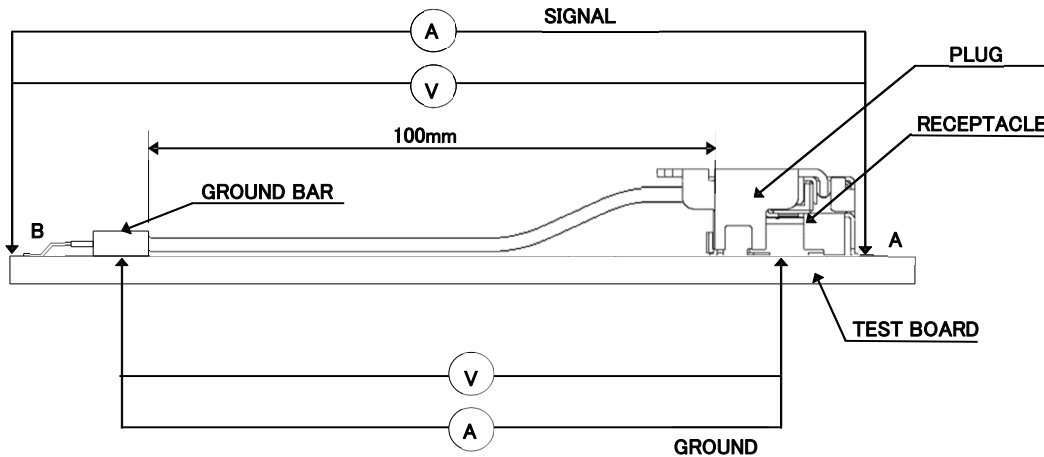 SIGNAL
A
PLUG
V
RECEPTACLE
100mm
GROUND BAR
B
A
TEST BOARD
V
A
GROUND